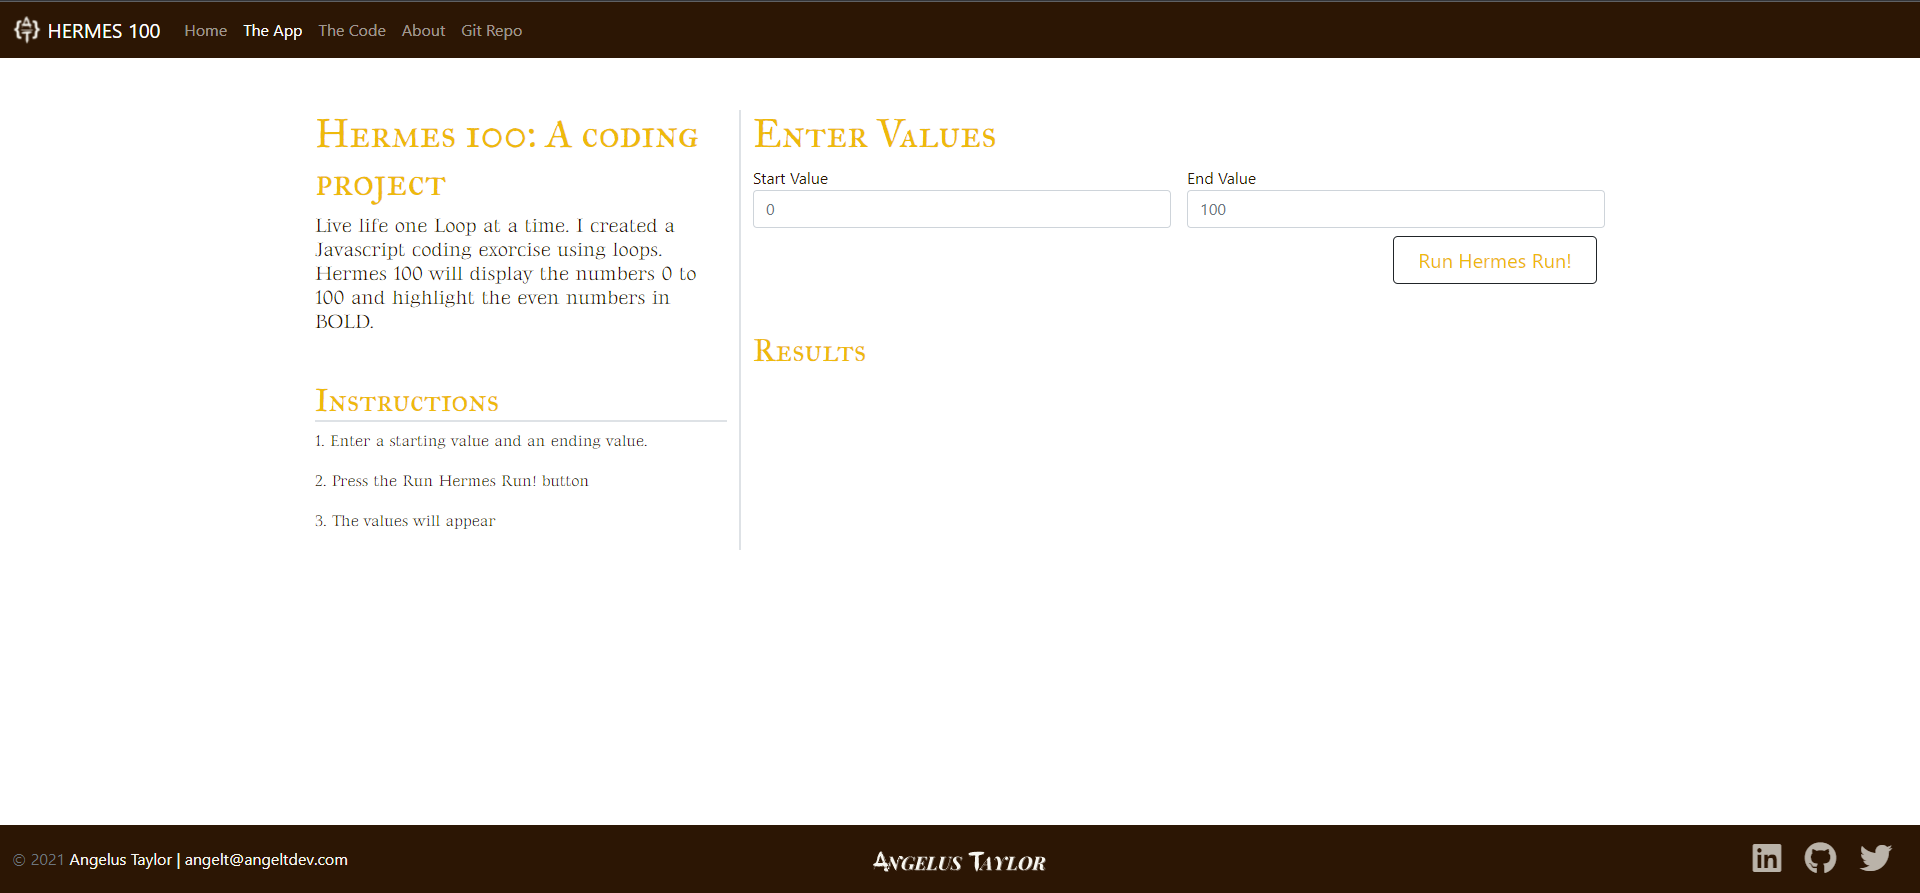 HERMES 100 Home The App The Code About Git Repo
Hermes 100: A coding
project
Live life one Loop at a time. I created a
Javascript coding exorcise using loops.
Hermes 100 will display the numbers 0 to
100 and highlight the even numbers in
BOLD.
Instructions
1. Enter a starting value and an ending value.
2. Press the Run Hermes Run! button
3. The values will appear
Enter Values
Start Value End Value
0 100
Run Hermes Run!
Results
© 2021 Angelus Taylor | angelt@angeltdev.com
Angelus Taylor
in